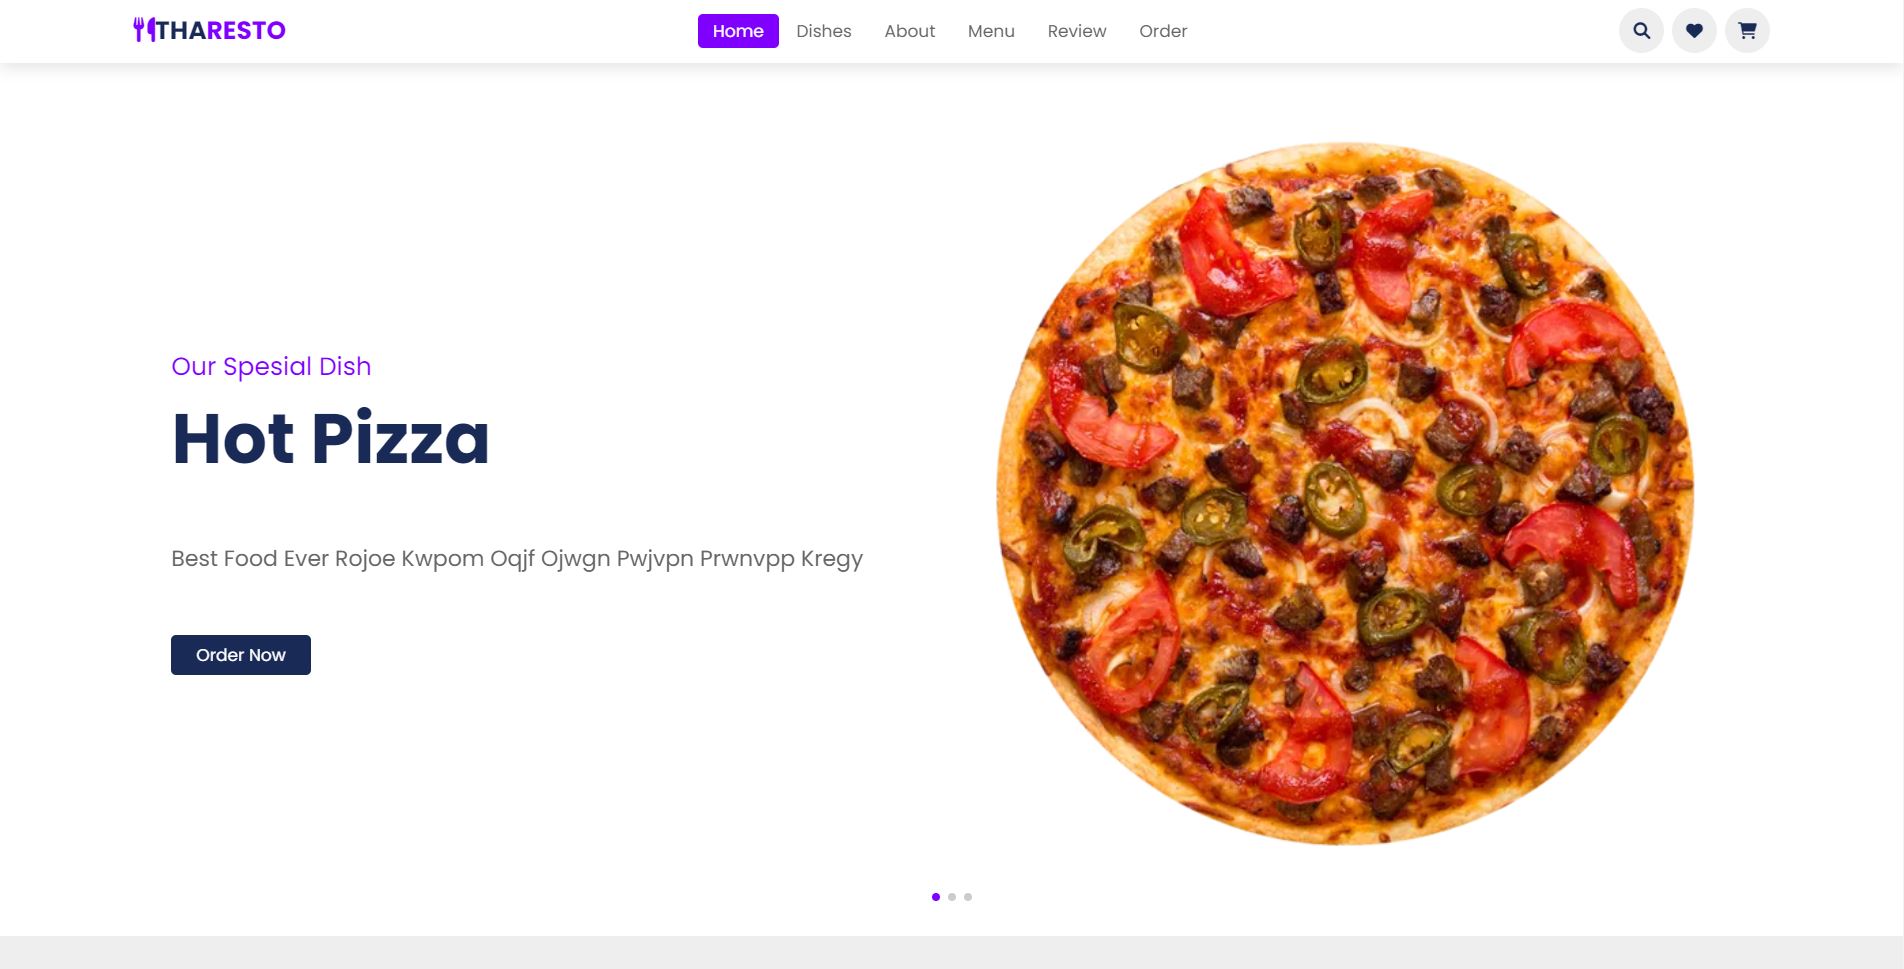 THARESTO
Home Dishes About Menu Review Order
Our Spesial Dish
Hot Pizza
Best Food Ever Rojoe Kwpom Oqjf Ojwgn Pwjvpn Prwnvpp Kregy
Order Now